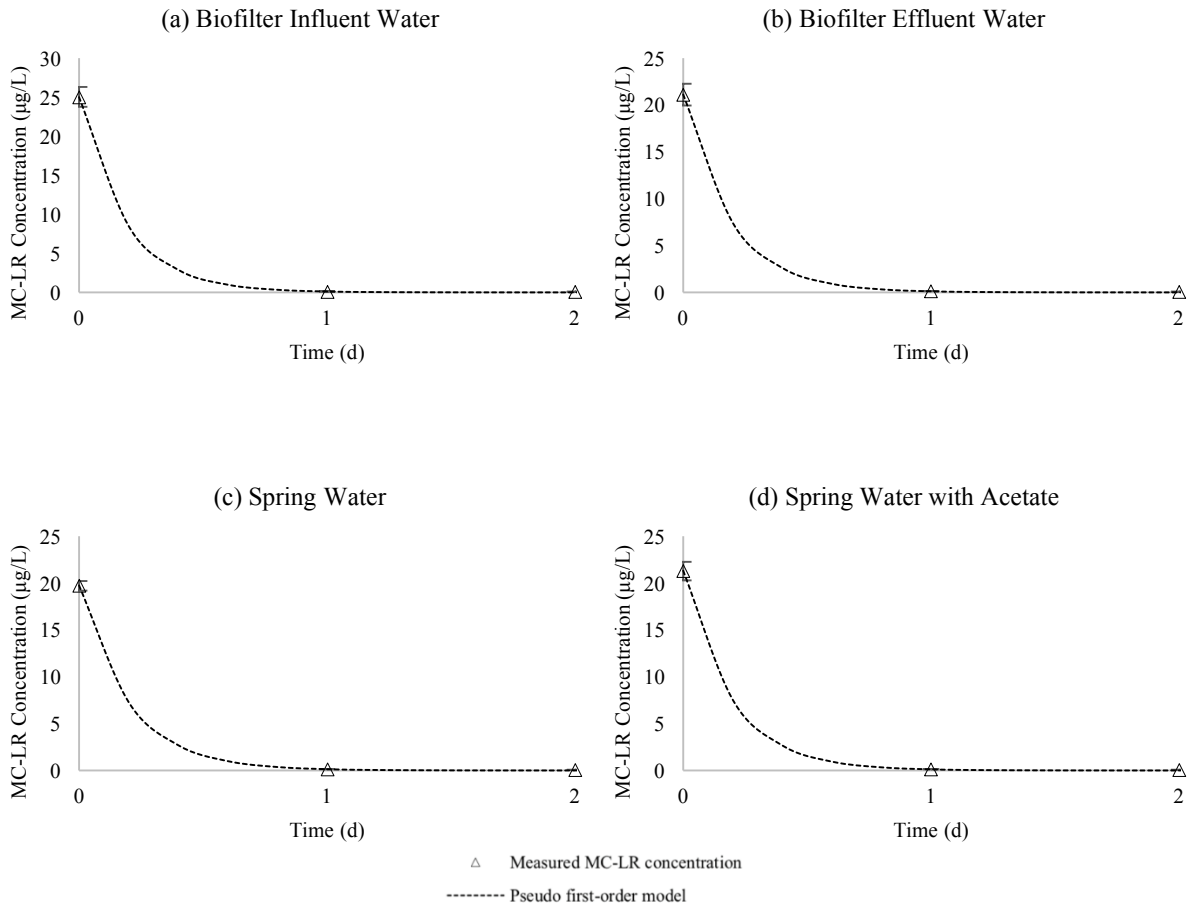 (a) Biofilter Influent Water
MC-LR Concentration (µg/L)
30
25
20
15
10
5
0
0 1 2
Time (d)
(b) Biofilter Effluent Water
MC-LR Concentration (µg/L)
25
20
15
10
5
0
0 1 2
Time (d)
(c) Spring Water
MC-LR Concentration (µg/L)
25
20
15
10
5
0
0 1 2
Time (d)
(d) Spring Water with Acetate
MC-LR Concentration (µg/L)
25
20
15
10
5
0
0 1 2
Time (d)
Measured MC-LR concentration
Pseudo first-order model